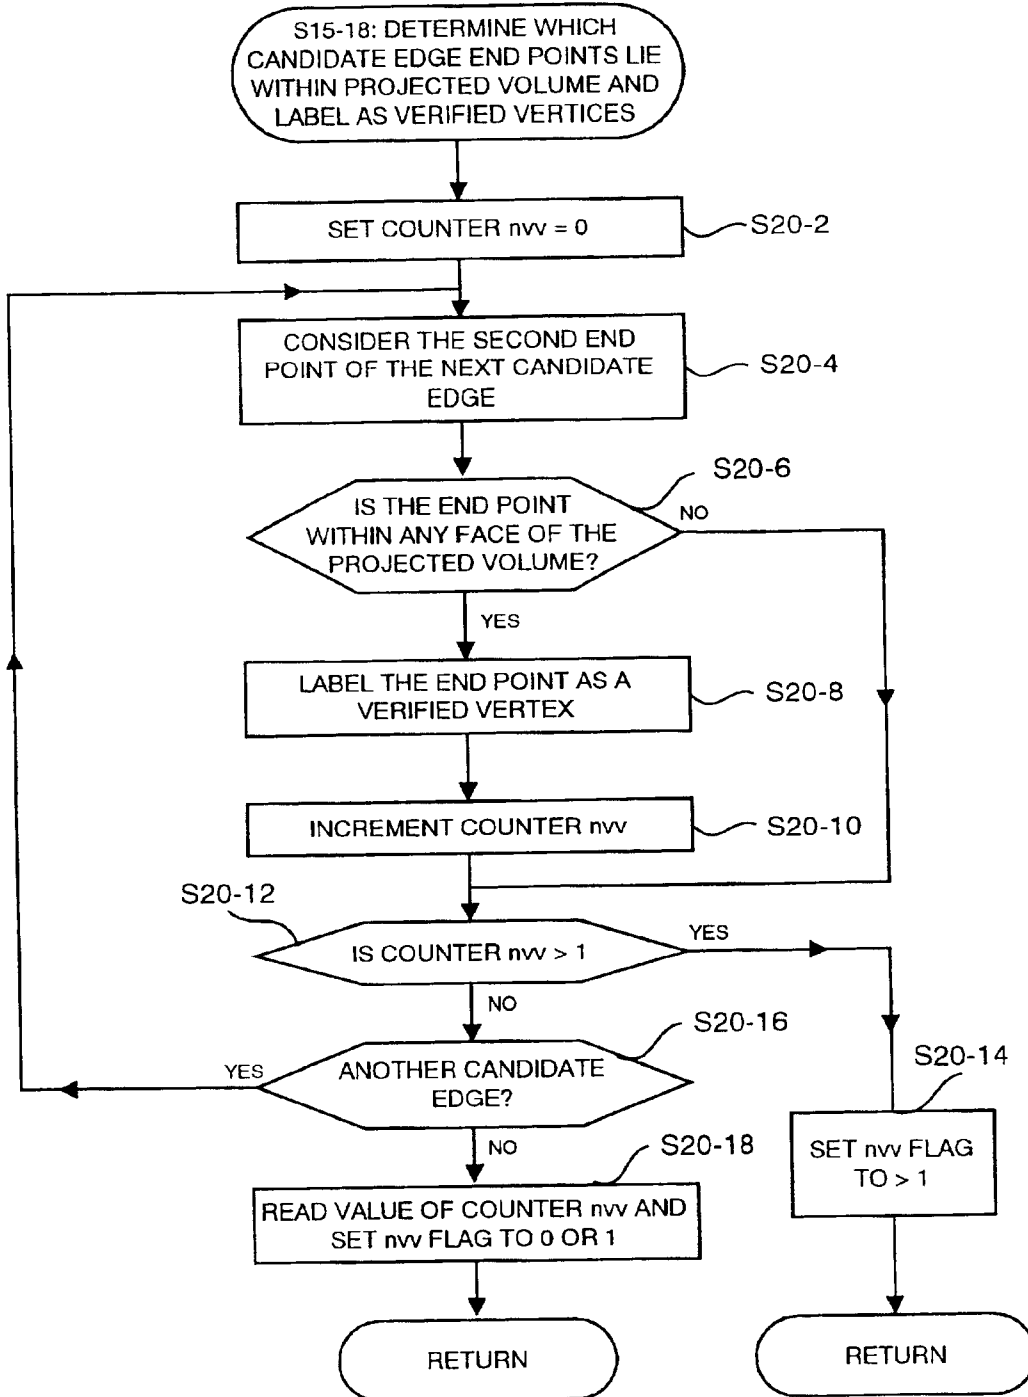 S15-18: DETERMINE WHICH
CANDIDATE EDGE END POINTS LIE
WITHIN PROJECTED VOLUME AND
LABEL AS VERIFIED VERTICES
SET COUNTER nvv = 0
S20-2
CONSIDER THE SECOND END
POINT OF THE NEXT CANDIDATE
EDGE
S20-4
S20-6
IS THE END POINT
WITHIN ANY FACE OF THE
PROJECTED VOLUME?
NO
YES
LABEL THE END POINT AS A
VERIFIED VERTEX
S20-8
INCREMENT COUNTER nvv
S20-10
S20-12
IS COUNTER nvv > 1
YES
NO
S20-16
ANOTHER CANDIDATE
EDGE?
YES
NO
S20-14
SET nvv FLAG
TO > 1
S20-18
READ VALUE OF COUNTER nvv AND
SET nvv FLAG TO 0 OR 1
RETURN
RETURN